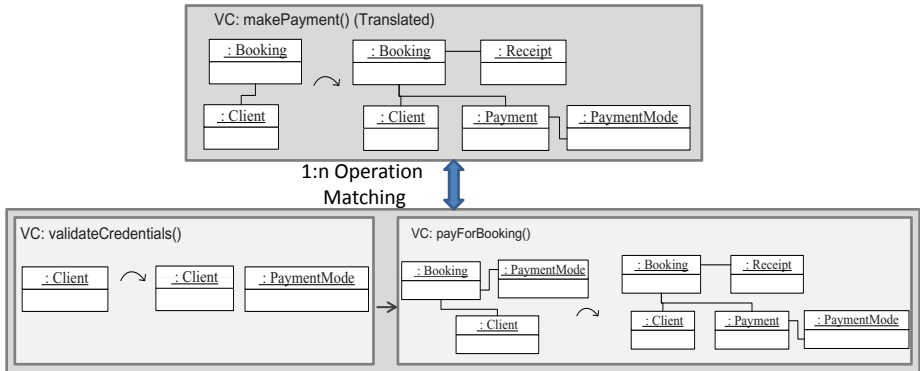 VC: makePayment() (Translated)
: Booking
: Booking
: Receipt
: Client
: Client
: Payment
: PaymentMode
1:n Operation
Matching
VC: validateCredentials()
: Client
: Client
: PaymentMode
VC: payForBooking()
: Booking
: PaymentMode
: Client
: Booking
: Receipt
: Client
: Payment
: PaymentMode